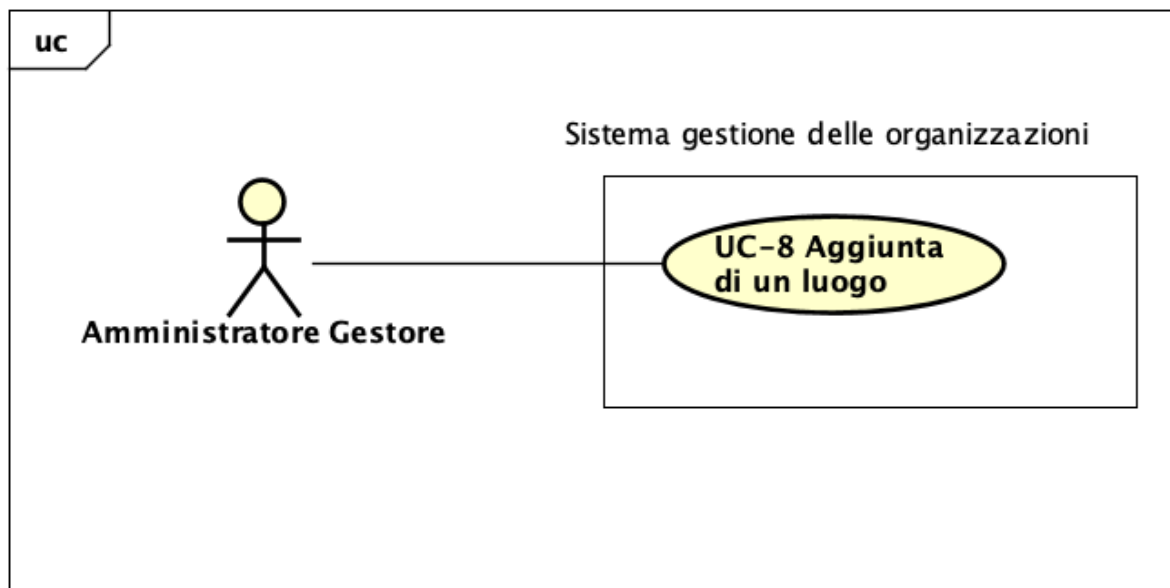 uc
Sistema gestione delle organizzazioni
UC-8 Aggiunta
di un luogo
Amministratore Gestore